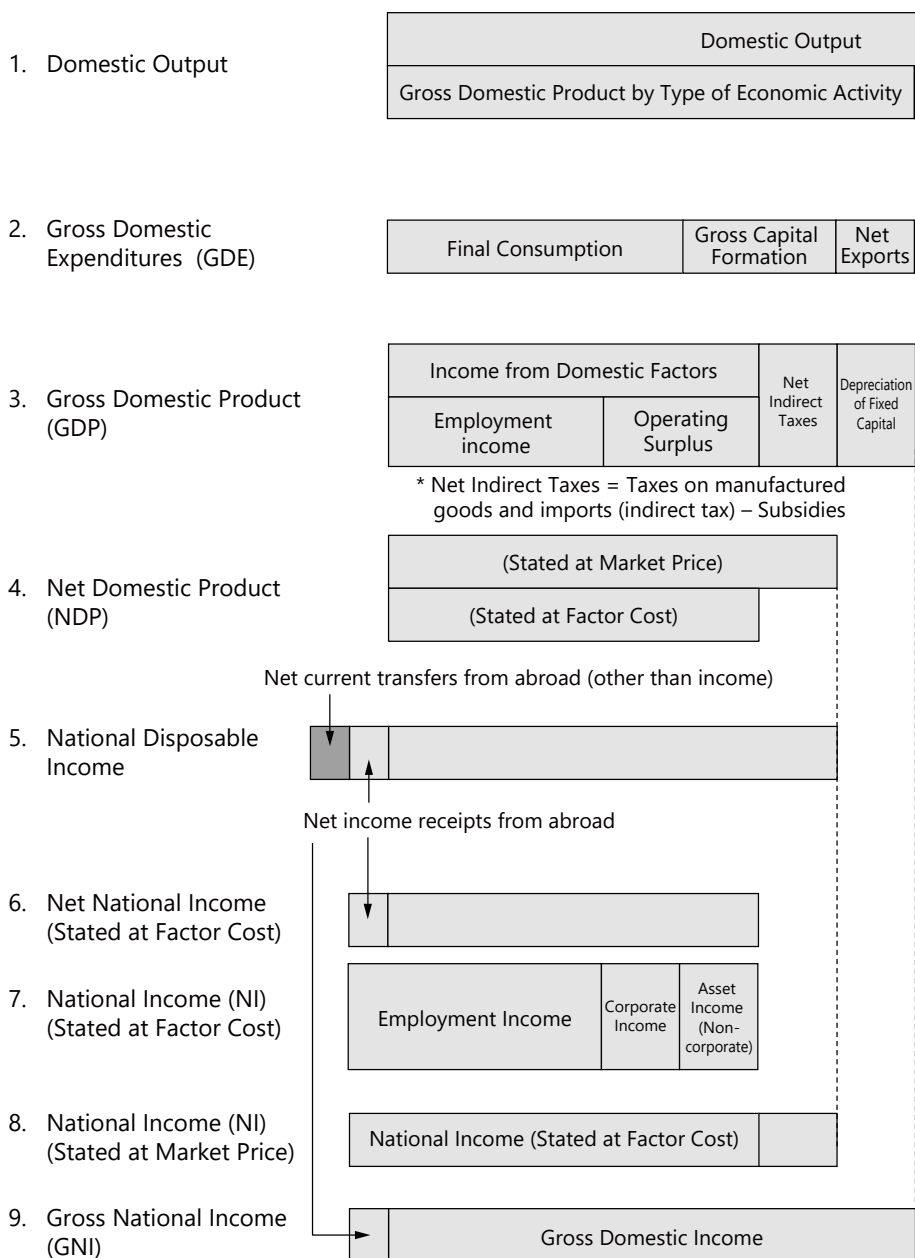 1. Domestic Output
Domestic Output
Gross Domestic Product by Type of Economic Activity
2. Gross Domestic
Expenditures (GDE)
Final Consumption
Gross Capital
Formation
Net
Exports
3. Gross Domestic Product
(GDP)
Income from Domestic Factors
Employment
income
Operating
Surplus
Net
Indirect
Taxes
Depreciation
of Fixed
Capital
* Net Indirect Taxes = Taxes on manufactured
goods and imports (indirect tax) – Subsidies
4. Net Domestic Product
(NDP)
(Stated at Market Price)
(Stated at Factor Cost)
Net current transfers from abroad (other than income)
5. National Disposable
Income
Net income receipts from abroad
6. Net National Income
(Stated at Factor Cost)
7. National Income (NI)
(Stated at Factor Cost)
Employment Income
Corporate
Income
Asset
Income
(Non-
corporate)
8. National Income (NI)
(Stated at Market Price)
National Income (Stated at Factor Cost)
9. Gross National Income
(GNI)
Gross Domestic Income